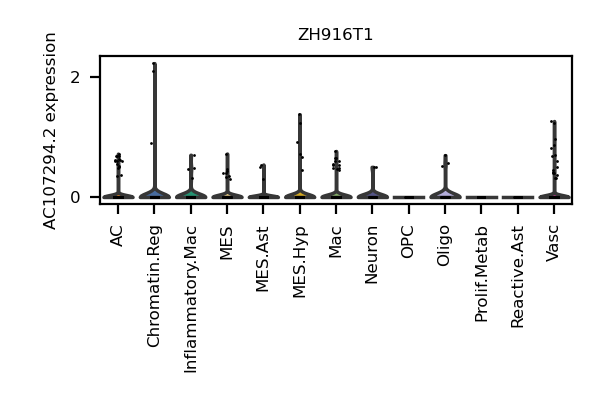 ZH916T1
AC107294.2 expression
2
0
AC
Chromatin.Reg
Inflammatory.Mac
MES
MES.Ast
MES.Hyp
Mac
Neuron
OPC
Oligo
Prolif.Metab
Reactive.Ast
Vasc